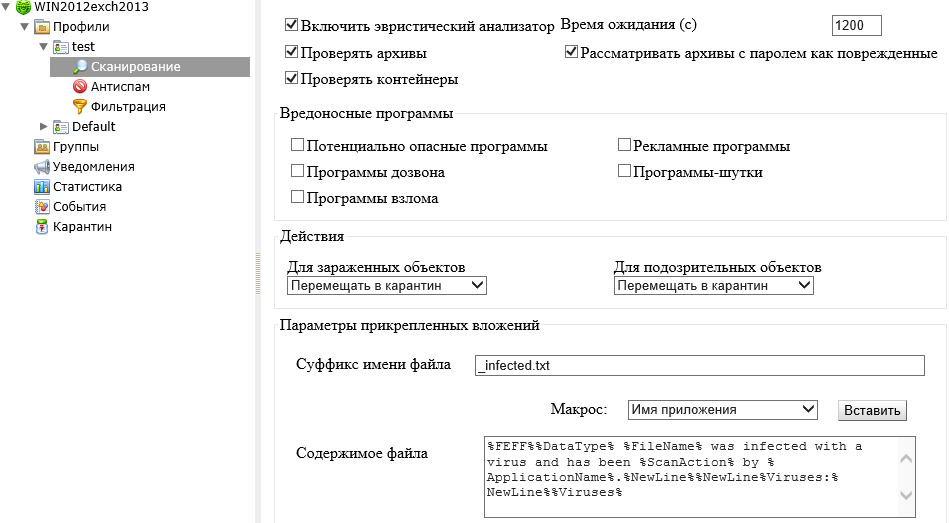 WIN2012exch2013
Профили
test
Сканирование
Антиспам
Фильтрация
Default
Группы
Уведомления
Статистика
События
Карантин
Включить эвристический анализатор Время ожидания (с) 1200
Проверять архивы Рассматривать архивы с паролем как поврежденные
Проверять контейнеры
Вредоносные программы
Потенциально опасные программы Рекламные программы
Программы дозвона Программы-шутки
Программы взлома
Действия
Для зараженных объектов Для подозрительных объектов
Перемещать в карантин Перемещать в карантин
Параметры прикрепленных вложений
Суффикс имени файла _infected.txt
Макрос: Имя приложения Вставить
Содержимое файла
%FEFF%%DataType% %FileName% was infected with a
virus and has been %ScanAction% by %
ApplicationName%.%NewLine%%NewLine%Viruses:%
NewLine%%Viruses%